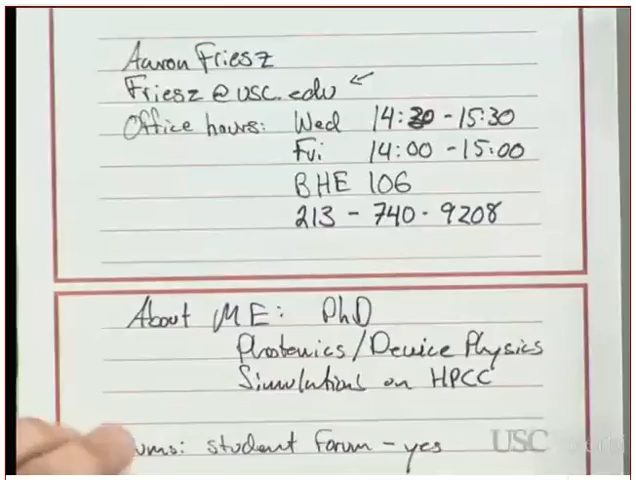 Aaron Friesz
Friesz@usc.edu
Office hours: Wed 14:30 - 15:30
Fri 14:00 - 15:00
BHE 106
213 - 740 - 9208
About ME: PhD
Photonics/Device Physics
Simulations on HPCC
ums: student Forum - yes
USC